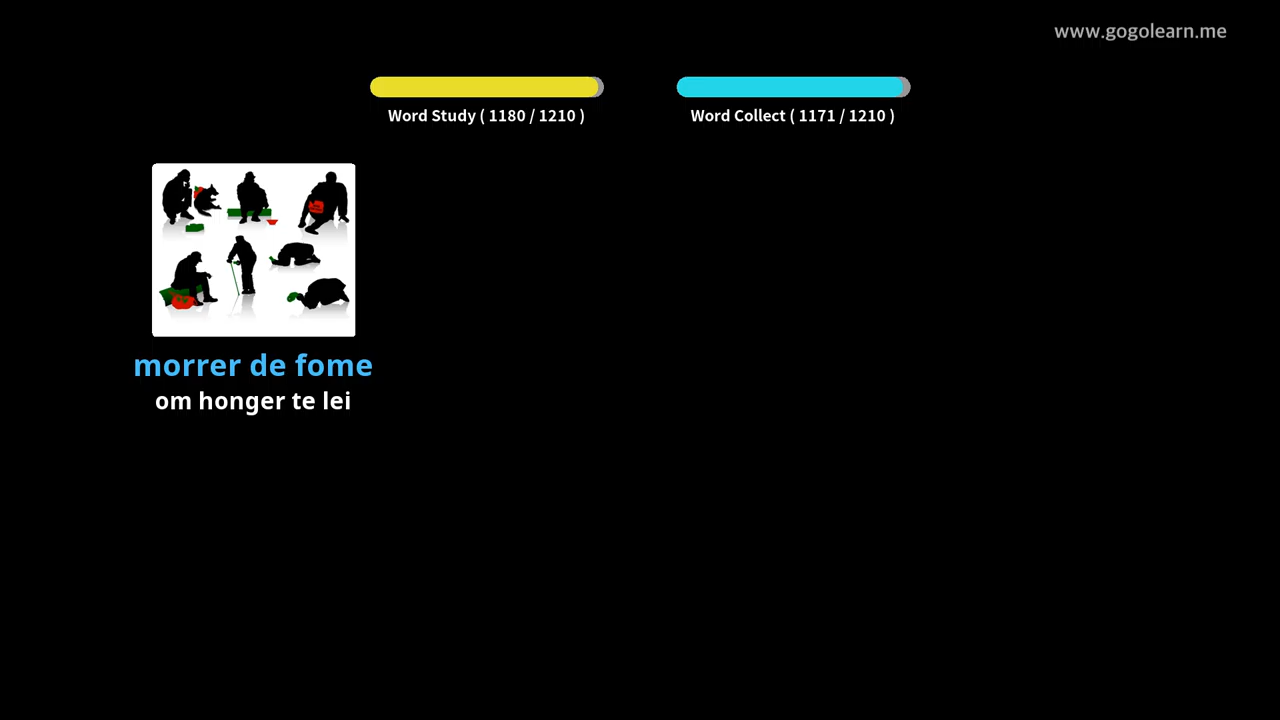 www.gogolearn.me
Word Study ( 1180 / 1210 )
Word Collect ( 1171 / 1210 )
morrer de fome
om honger te lei